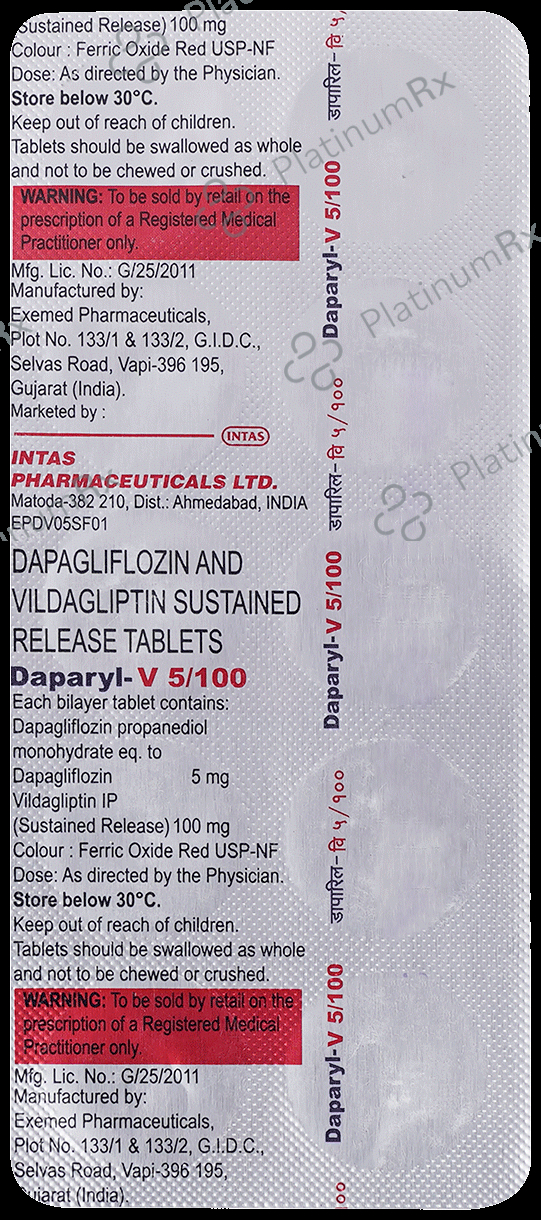 Sustained Release) 100 mg
Colour : Ferric Oxide Red USP-NF
Dose: As directed by the Physician.
Store below 30°C.
Keep out of reach of children.
Tablets should be swallowed as whole
and not to be chewed or crushed.
WARNING: To be sold by retail on the
prescription of a Registered Medical
Practitioner only.
Mfg. Lic. No.: G/25/2011
Manufactured by:
Exemed Pharmaceuticals,
Plot No. 133/1 & 133/2, G.I.D.C.,
Selvas Road, Vapi-396 195,
Gujarat (India).
Marketed by :
INTAS
INTAS
PHARMACEUTICALS LTD.
Matoda-382 210, Dist.: Ahmedabad, INDIA
EPDV05SF01
DAPAGLIFLOZIN AND
VILDAGLIPTIN SUSTAINED
RELEASE TABLETS
Daparyl-V 5/100
Each bilayer tablet contains:
Dapagliflozin propanediol
monohydrate eq. to
Dapagliflozin 5 mg
Vildagliptin IP
(Sustained Release) 100 mg
Colour : Ferric Oxide Red USP-NF
Dose: As directed by the Physician.
Store below 30°C.
Keep out of reach of children.
Tablets should be swallowed as whole
and not to be chewed or crushed.
WARNING: To be sold by retail on the
prescription of a Registered Medical
Practitioner only.
Mfg. Lic. No.: G/25/2011
Manufactured by:
Exemed Pharmaceuticals,
Plot No. 133/1 & 133/2, G.I.D.C.,
Selvas Road, Vapi-396 195,
Gujarat (India).
डापारिल-वि ५/
Daparyl-V 5/100
डापारिल-वि ५/१००
Daparyl-V 5/100
डापारिल-वि ५/१००
Daparyl-V 5/100
००
PlatinumRx
PlatinumRx
PlatinumRx